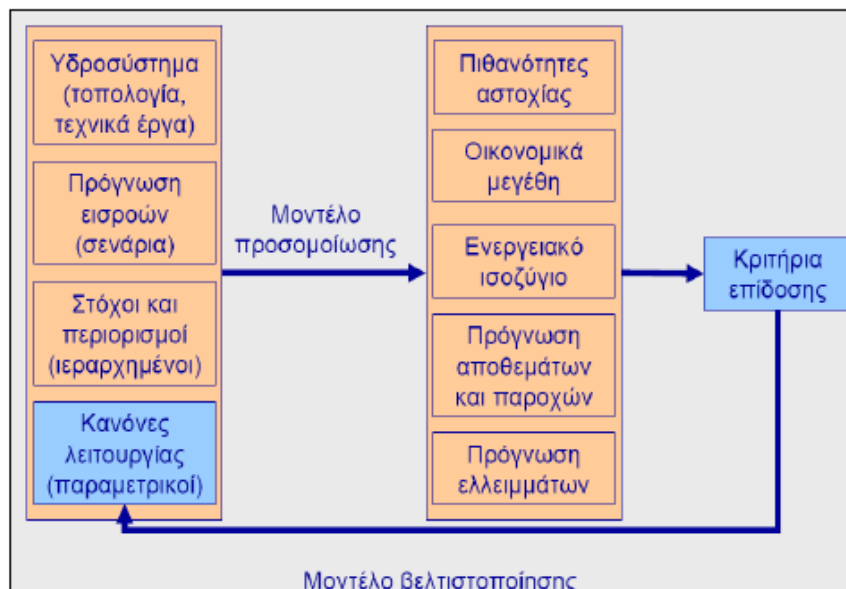 Υδροσύστημα
(τοπολογία,
τεχνικά έργα)
Πρόγνωση
εισροών
(σενάρια)
Στόχοι και
περιορισμοί
(ιεραρχημένοι)
Κανόνες
λειτουργίας
(παραμετρικοί)
Μοντέλο
προσομοίωσης
Πιθανότητες
αστοχίας
Οικονομικά
μεγέθη
Ενεργειακό
ισοζύγιο
Πρόγνωση
αποθεμάτων
και παροχών
Πρόγνωση
ελλειμμάτων
Κριτήρια
επίδοσης
Μοντέλο βελτιστοποίησης